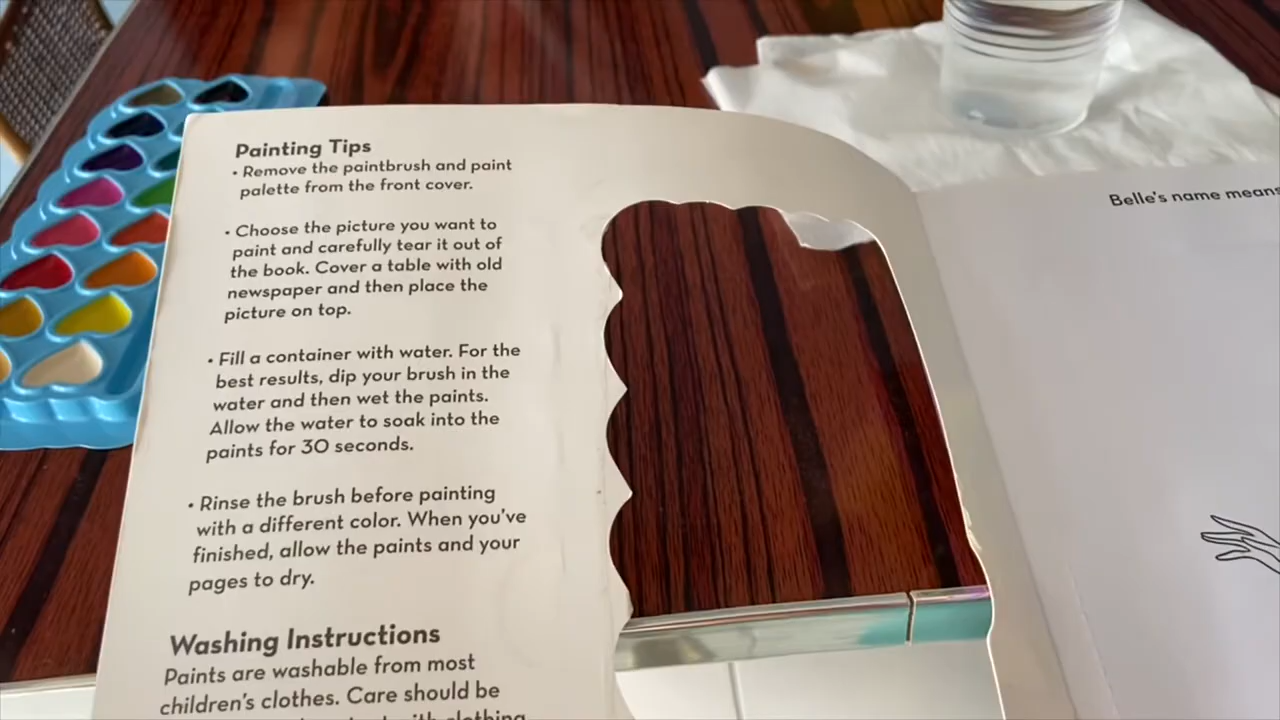 Painting Tips
• Remove the paintbrush and paint
palette from the front cover.
• Choose the picture you want to
paint and carefully tear it out of
the book. Cover a table with old
newspaper and then place the
picture on top.
• Fill a container with water. For the
best results, dip your brush in the
water and then wet the paints.
Allow the water to soak into the
paints for 30 seconds.
• Rinse the brush before painting
with a different color. When you've
finished, allow the paints and your
pages to dry.
Washing Instructions
Paints are washable from most
children's clothes. Care should be
with clothing
Belle's name means